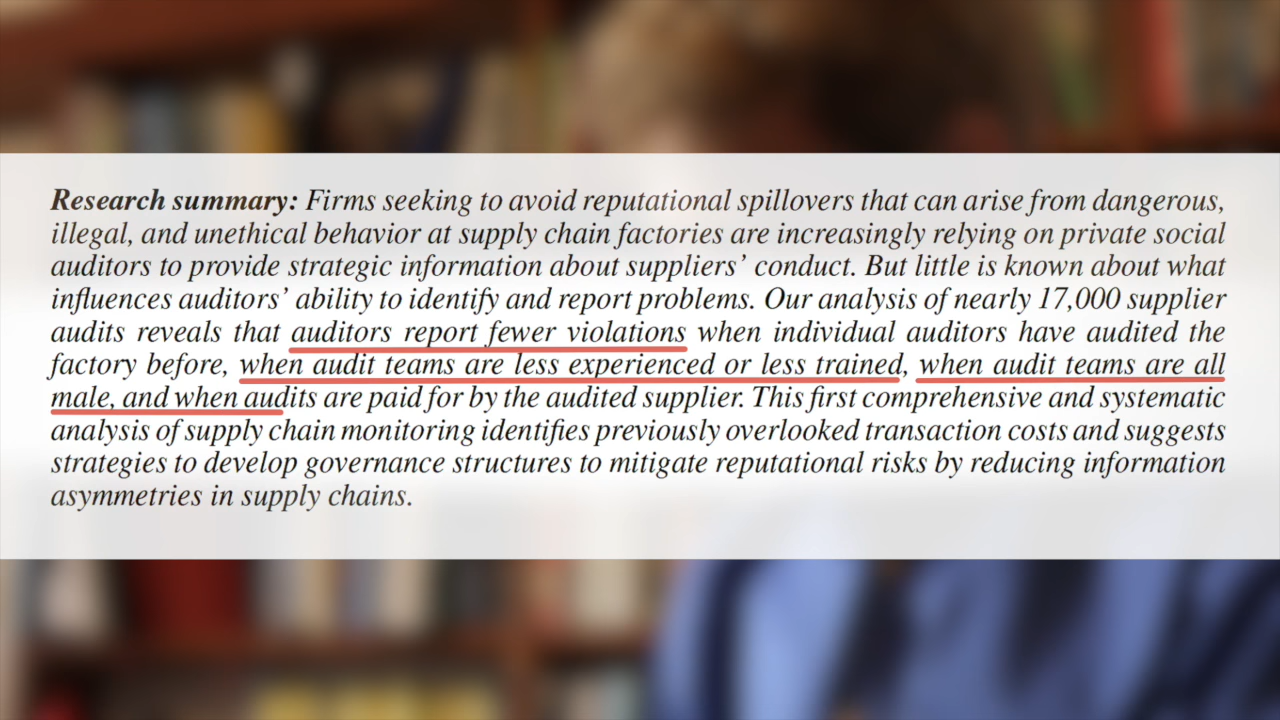 Research summary: Firms seeking to avoid reputational spillovers that can arise from dangerous,
illegal, and unethical behavior at supply chain factories are increasingly relying on private social
auditors to provide strategic information about suppliers’ conduct. But little is known about what
influences auditors’ ability to identify and report problems. Our analysis of nearly 17,000 supplier
audits reveals that auditors report fewer violations when individual auditors have audited the
factory before, when audit teams are less experienced or less trained, when audit teams are all
male, and when audits are paid for by the audited supplier. This first comprehensive and systematic
analysis of supply chain monitoring identifies previously overlooked transaction costs and suggests
strategies to develop governance structures to mitigate reputational risks by reducing information
asymmetries in supply chains.